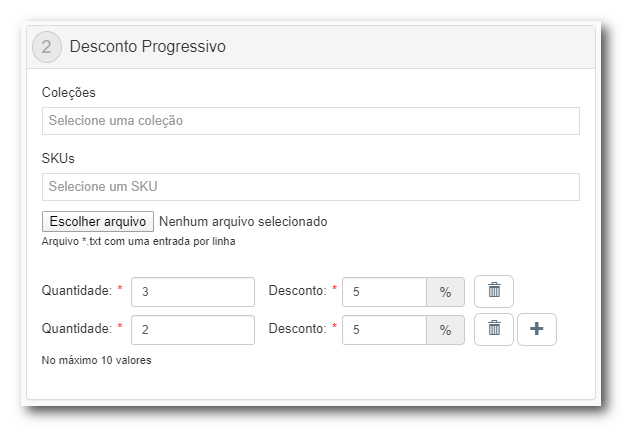 2 Desconto Progressivo
Coleções
Selecione uma coleção
SKUs
Selecione um SKU
Escolher arquivo Nenhum arquivo selecionado
Arquivo *.txt com uma entrada por linha
Quantidade: * 3 Desconto: * 5 %
Quantidade: * 2 Desconto: * 5 %
No máximo 10 valores